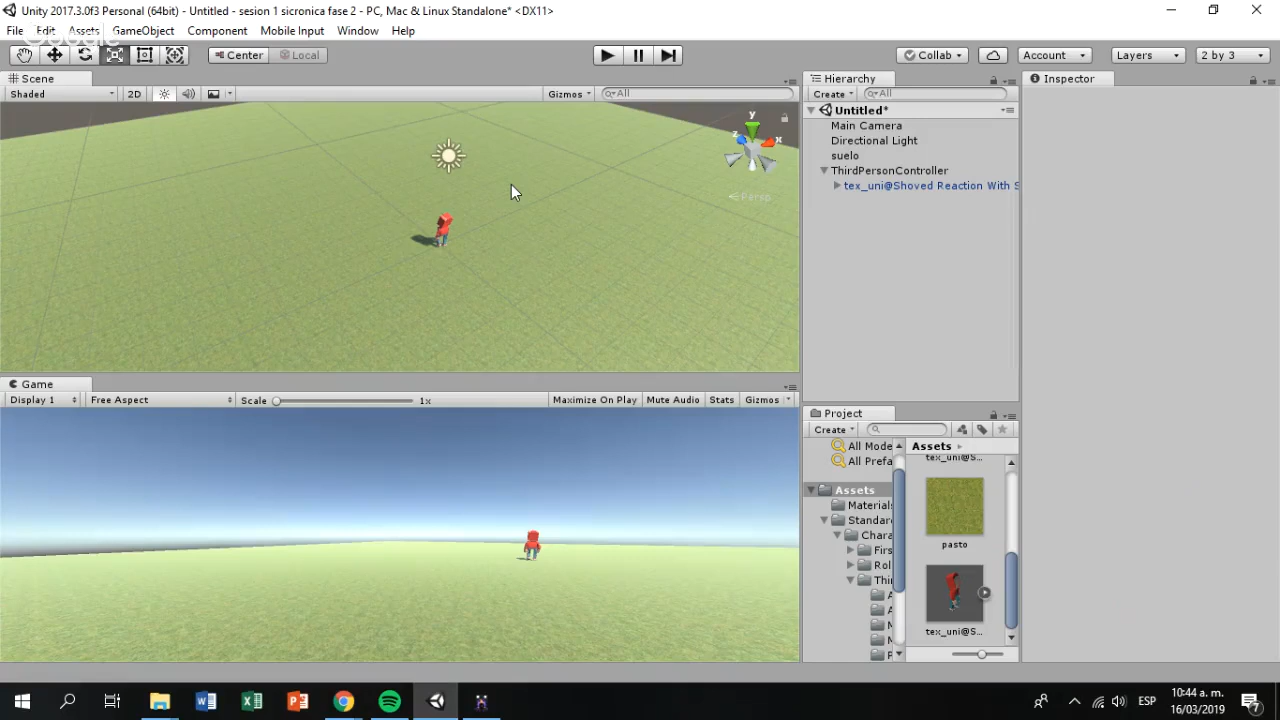 Unity 2017.3.0f3 Personal (64bit) - Untitled - sesion 1 sicronica fase 2 - PC, Mac & Linux Standalone* <DX11>
File Edit Assets GameObject Component Mobile Input Window Help
Google
Center Local Collab Account Layers 2 by 3
Scene
Shaded 2D Gizmos All
y
z x
Persp
Hierarchy
Create All
Untitled*
Main Camera
Directional Light
suelo
ThirdPersonController
tex_uni@Shoved Reaction With S
Inspector
Game
Display 1 Free Aspect Scale 1x Maximize On Play Mute Audio Stats Gizmos
Project
Create
All Mode
All Prefa
Assets
Materials
Standard
Chara
Firs
Rol
Thi
A
A
M
M
P
Assets
tex_uni@S...
pasto
tex_uni@S...
ESP
10:44 a. m.
16/03/2019
7